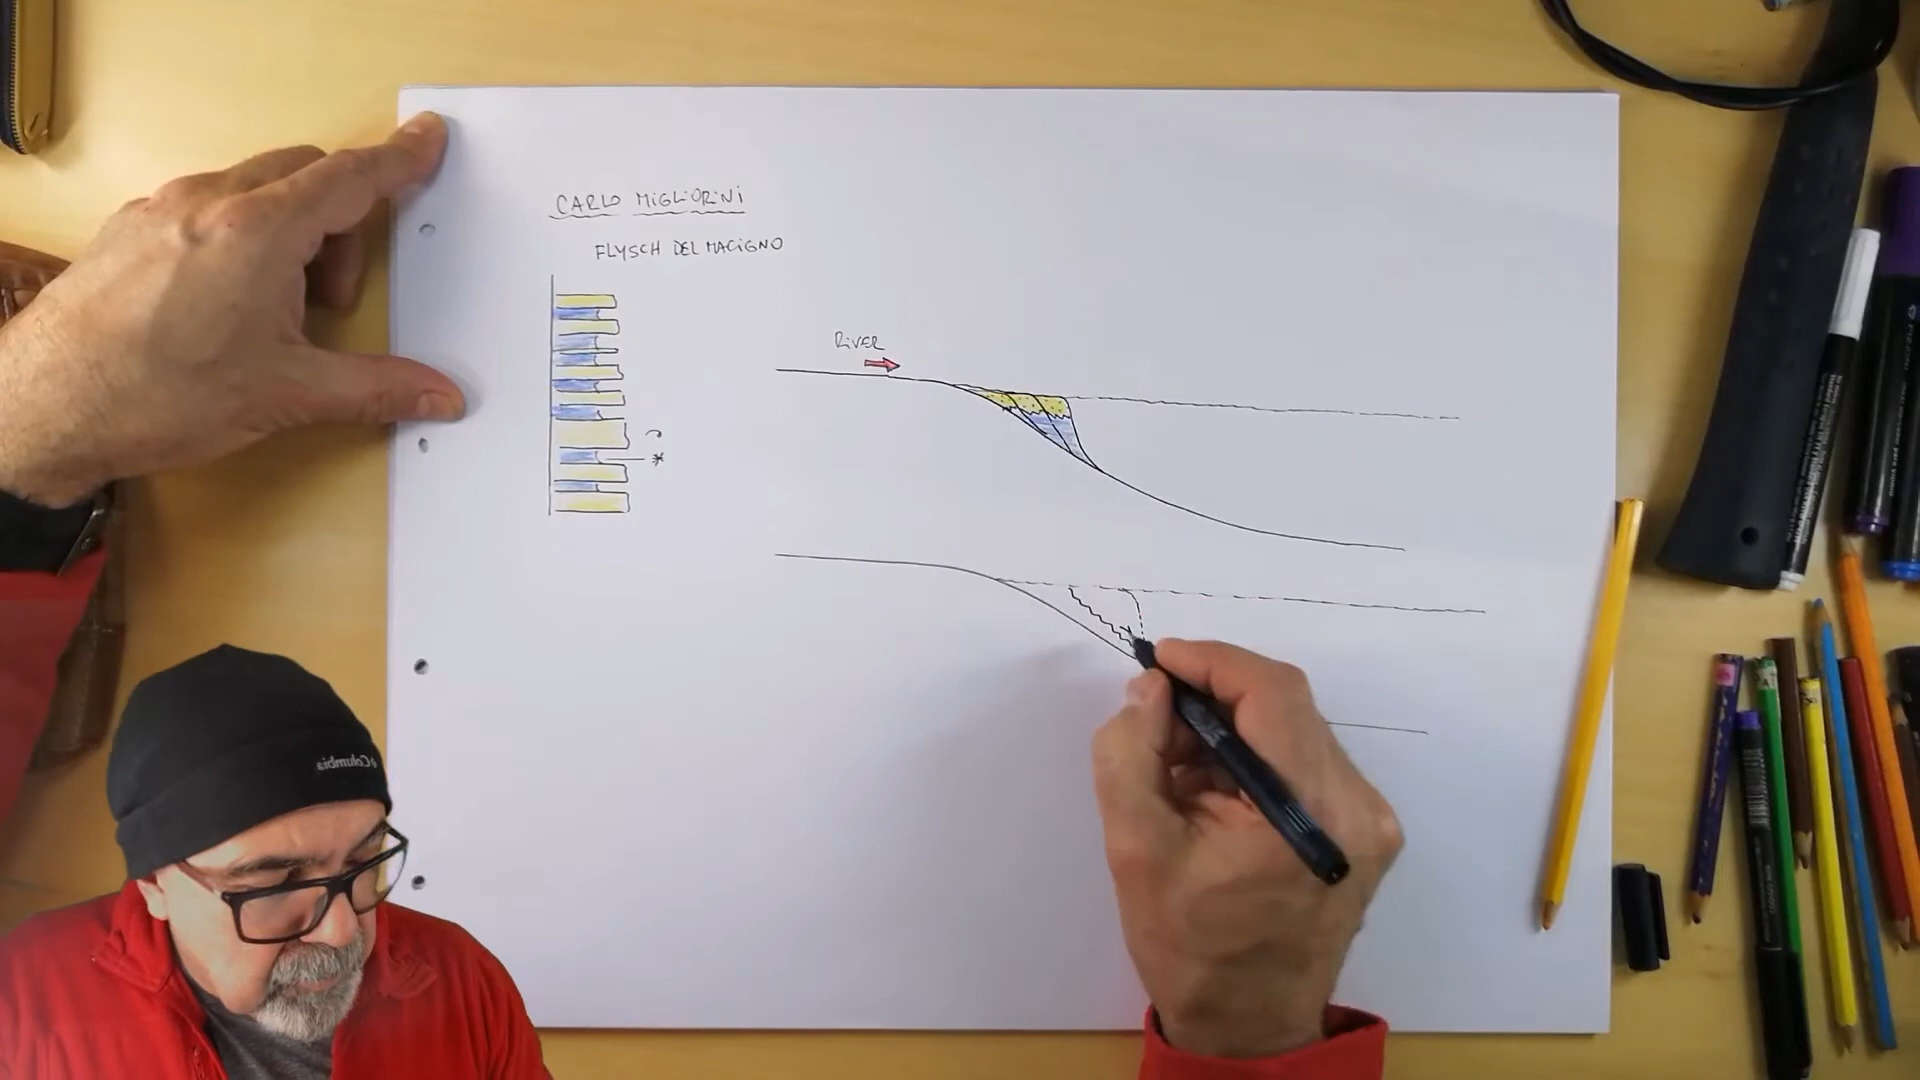 CARLO MIGLIORINI
FLYSCH DEL MACIGNO
RIVER
*
Columbia